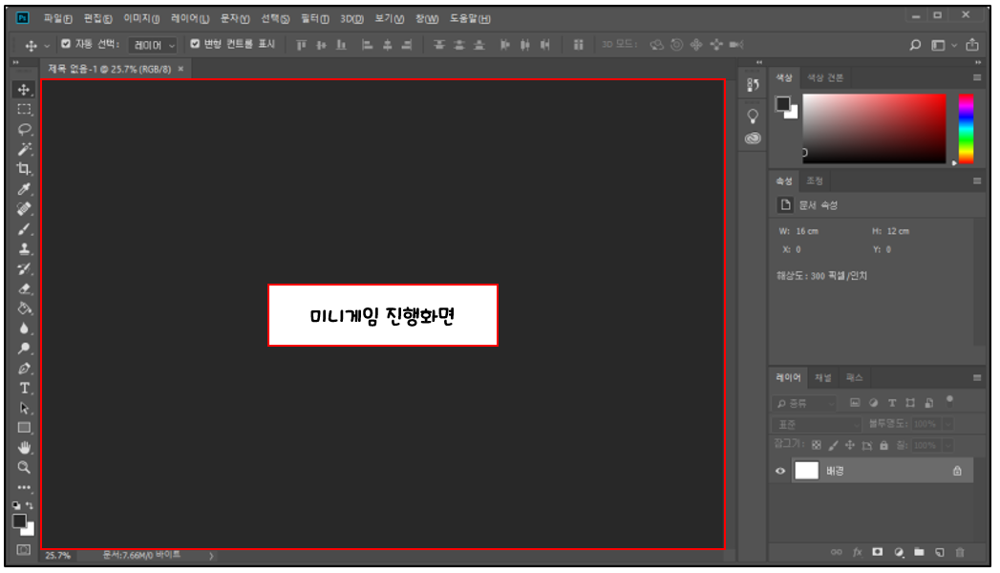 Ps 파일(F) 편집(E) 이미지(I) 레이어(L) 문자(Y) 선택(S) 필터(T) 3D(D) 보기(V) 창(W) 도움말(H)
자동 선택: 레이어 변형 컨트롤 표시 3D 모드:
제목 없음-1 @ 25.7% (RGB/8) ×
색상 색상 견본
속성 조정
문서 속성
W: 16 cm H: 12 cm
X: 0 Y: 0
해상도: 300 픽셀/인치
미니게임 진행화면
레이어 채널 패스
종류
표준 불투명도: 100%
잠그기: 칠: 100%
배경
25.7% 문서:7.66M/0 바이트
fx